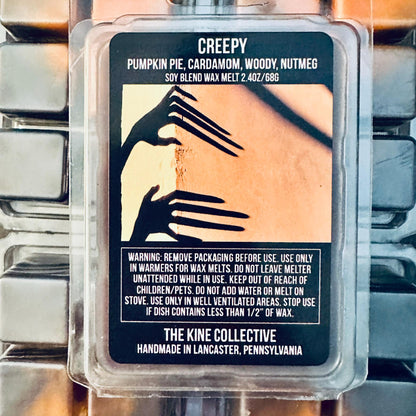 CREEPY
PUMPKIN PIE, CARDAMOM, WOODY, NUTMEG
SOY BLEND WAX MELT 2.4OZ/68G
WARNING: REMOVE PACKAGING BEFORE USE. USE ONLY
IN WARMERS FOR WAX MELTS. DO NOT LEAVE MELTER
UNATTENDED WHILE IN USE. KEEP OUT OF REACH OF
CHILDREN/PETS. DO NOT ADD WATER OR MELT ON
STOVE. USE ONLY IN WELL VENTILATED AREAS. STOP USE
IF DISH CONTAINS LESS THAN 1/2" OF WAX.
THE KINE COLLECTIVE
HANDMADE IN LANCASTER, PENNSYLVANIA